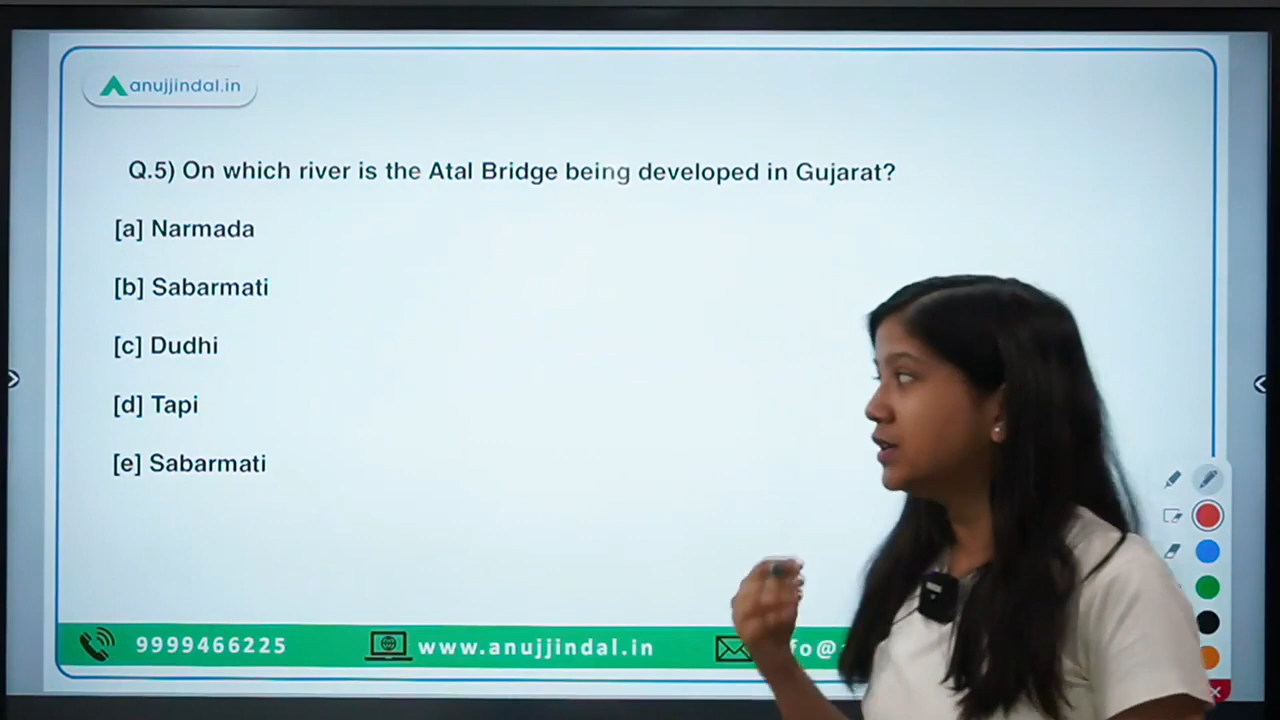 anujjindal.in
Q.5) On which river is the Atal Bridge being developed in Gujarat?
[a] Narmada
[b] Sabarmati
[c] Dudhi
[d] Tapi
[e] Sabarmati
9999466225 www.anujjindal.in